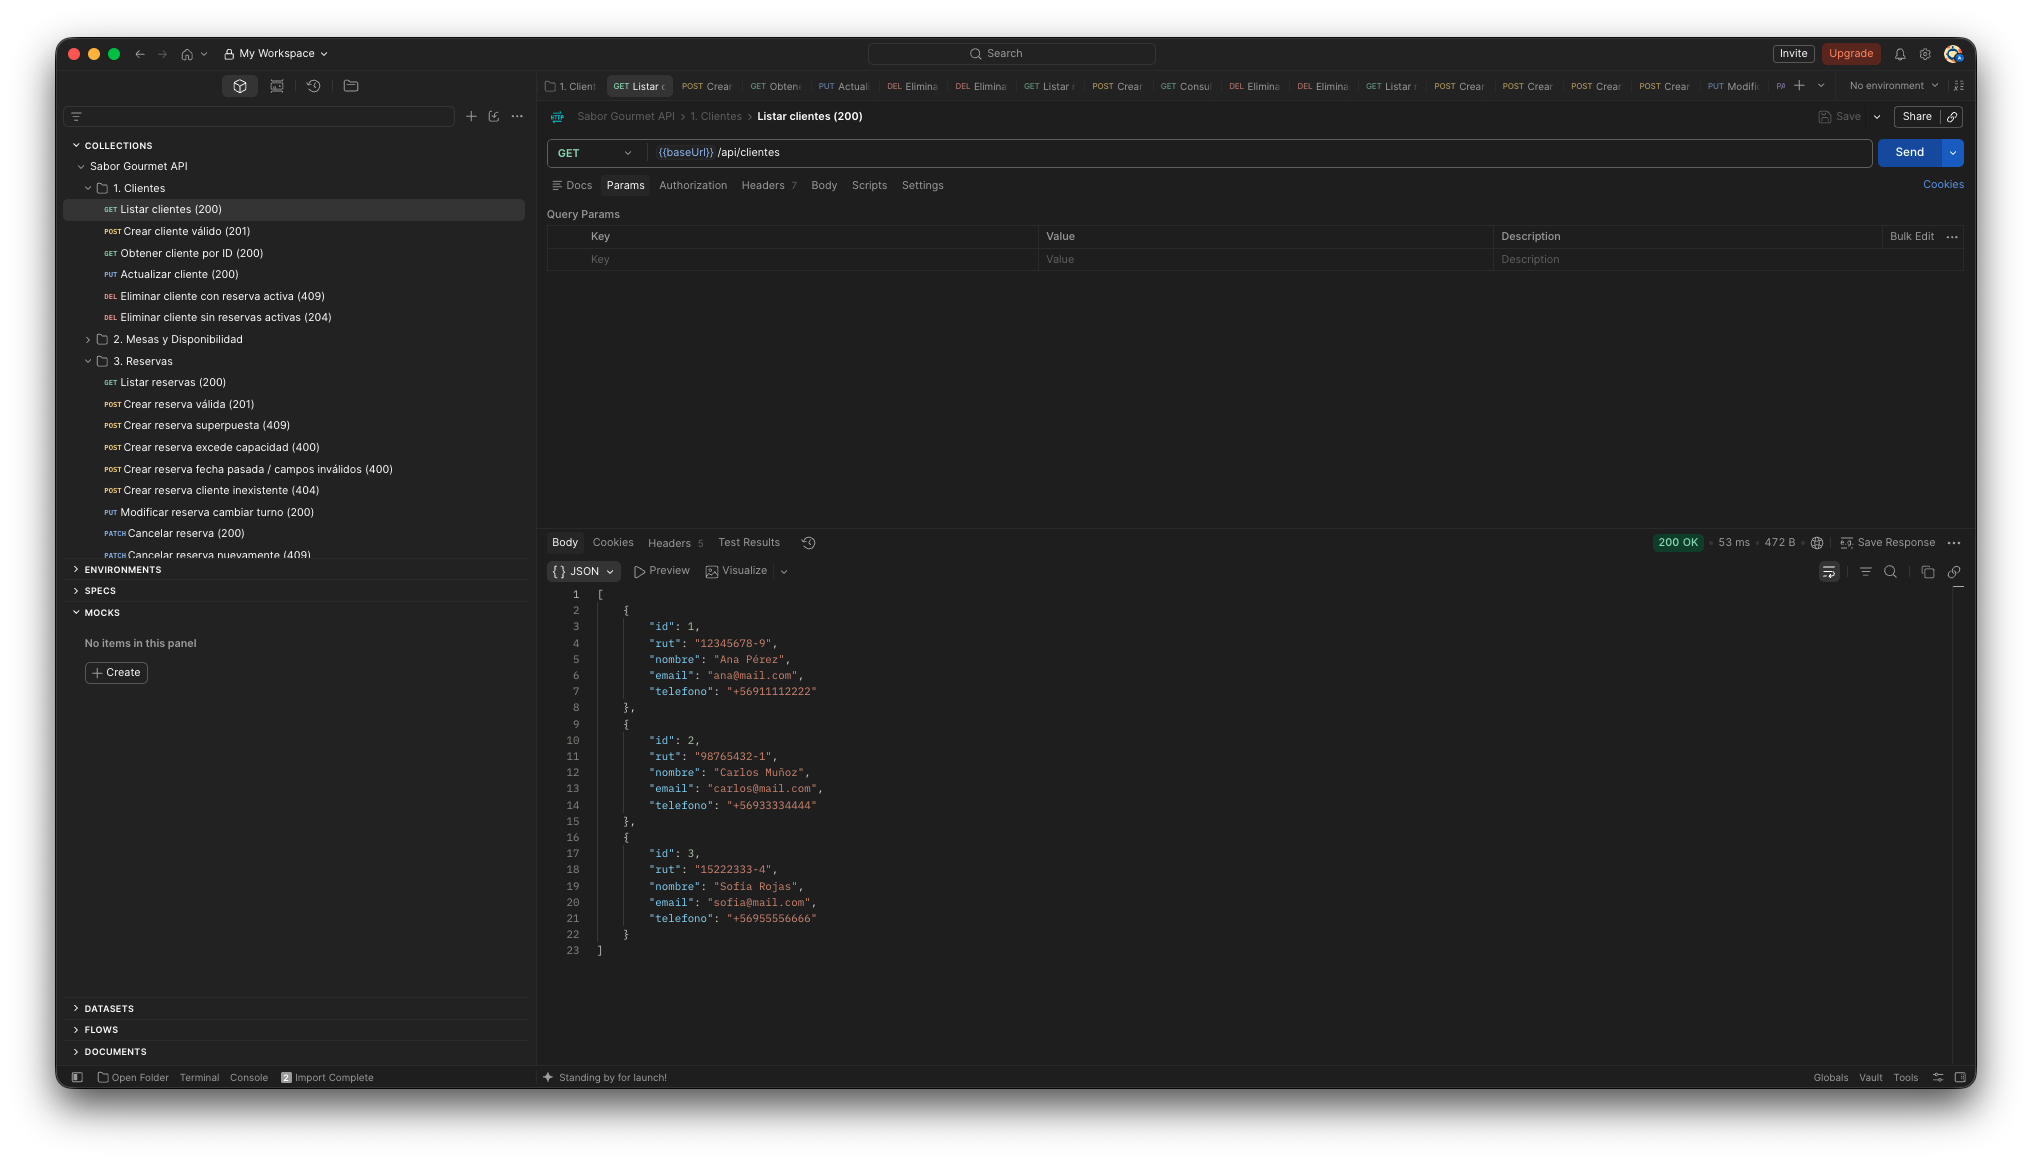 My Workspace
Search
Invite
Upgrade
COLLECTIONS
Sabor Gourmet API
1. Clientes
GET Listar clientes (200)
POST Crear cliente válido (201)
GET Obtener cliente por ID (200)
PUT Actualizar cliente (200)
DEL Eliminar cliente con reserva activa (409)
DEL Eliminar cliente sin reservas activas (204)
2. Mesas y Disponibilidad
3. Reservas
GET Listar reservas (200)
POST Crear reserva válida (201)
POST Crear reserva superpuesta (409)
POST Crear reserva excede capacidad (400)
POST Crear reserva fecha pasada / campos inválidos (400)
POST Crear reserva cliente inexistente (404)
PUT Modificar reserva cambiar turno (200)
PATCH Cancelar reserva (200)
PATCH Cancelar reserva nuevamente (409)
ENVIRONMENTS
SPECS
MOCKS
No items in this panel
Create
DATASETS
FLOWS
DOCUMENTS
1. Client GET Listar POST Crear GET Obten PUT Actual DEL Elimina DEL Elimina GET Listar POST Crear GET Consu DEL Elimina DEL Elimina GET Listar POST Crear POST Crear POST Crear POST Crear PUT Modifi No environment
HTTP Sabor Gourmet API > 1. Clientes > Listar clientes (200) Save Share
GET {{baseUrl}} /api/clientes Send
Docs Params Authorization Headers 7 Body Scripts Settings Cookies
Query Params
Key Value Description Bulk Edit
Key Value Description
Body Cookies Headers 5 Test Results 200 OK 53 ms 472 B e.g. Save Response
{ } JSON Preview Visualize
1 [
2 {
3 "id": 1,
4 "rut": "12345678-9",
5 "nombre": "Ana Pérez",
6 "email": "ana@mail.com",
7 "telefono": "+56911112222"
8 },
9 {
10 "id": 2,
11 "rut": "98765432-1",
12 "nombre": "Carlos Muñoz",
13 "email": "carlos@mail.com",
14 "telefono": "+56933334444"
15 },
16 {
17 "id": 3,
18 "rut": "15222333-4",
19 "nombre": "Sofía Rojas",
20 "email": "sofia@mail.com",
21 "telefono": "+56955556666"
22 }
23 ]
Open Folder Terminal Console 2 Import Complete Standing by for launch! Globals Vault Tools